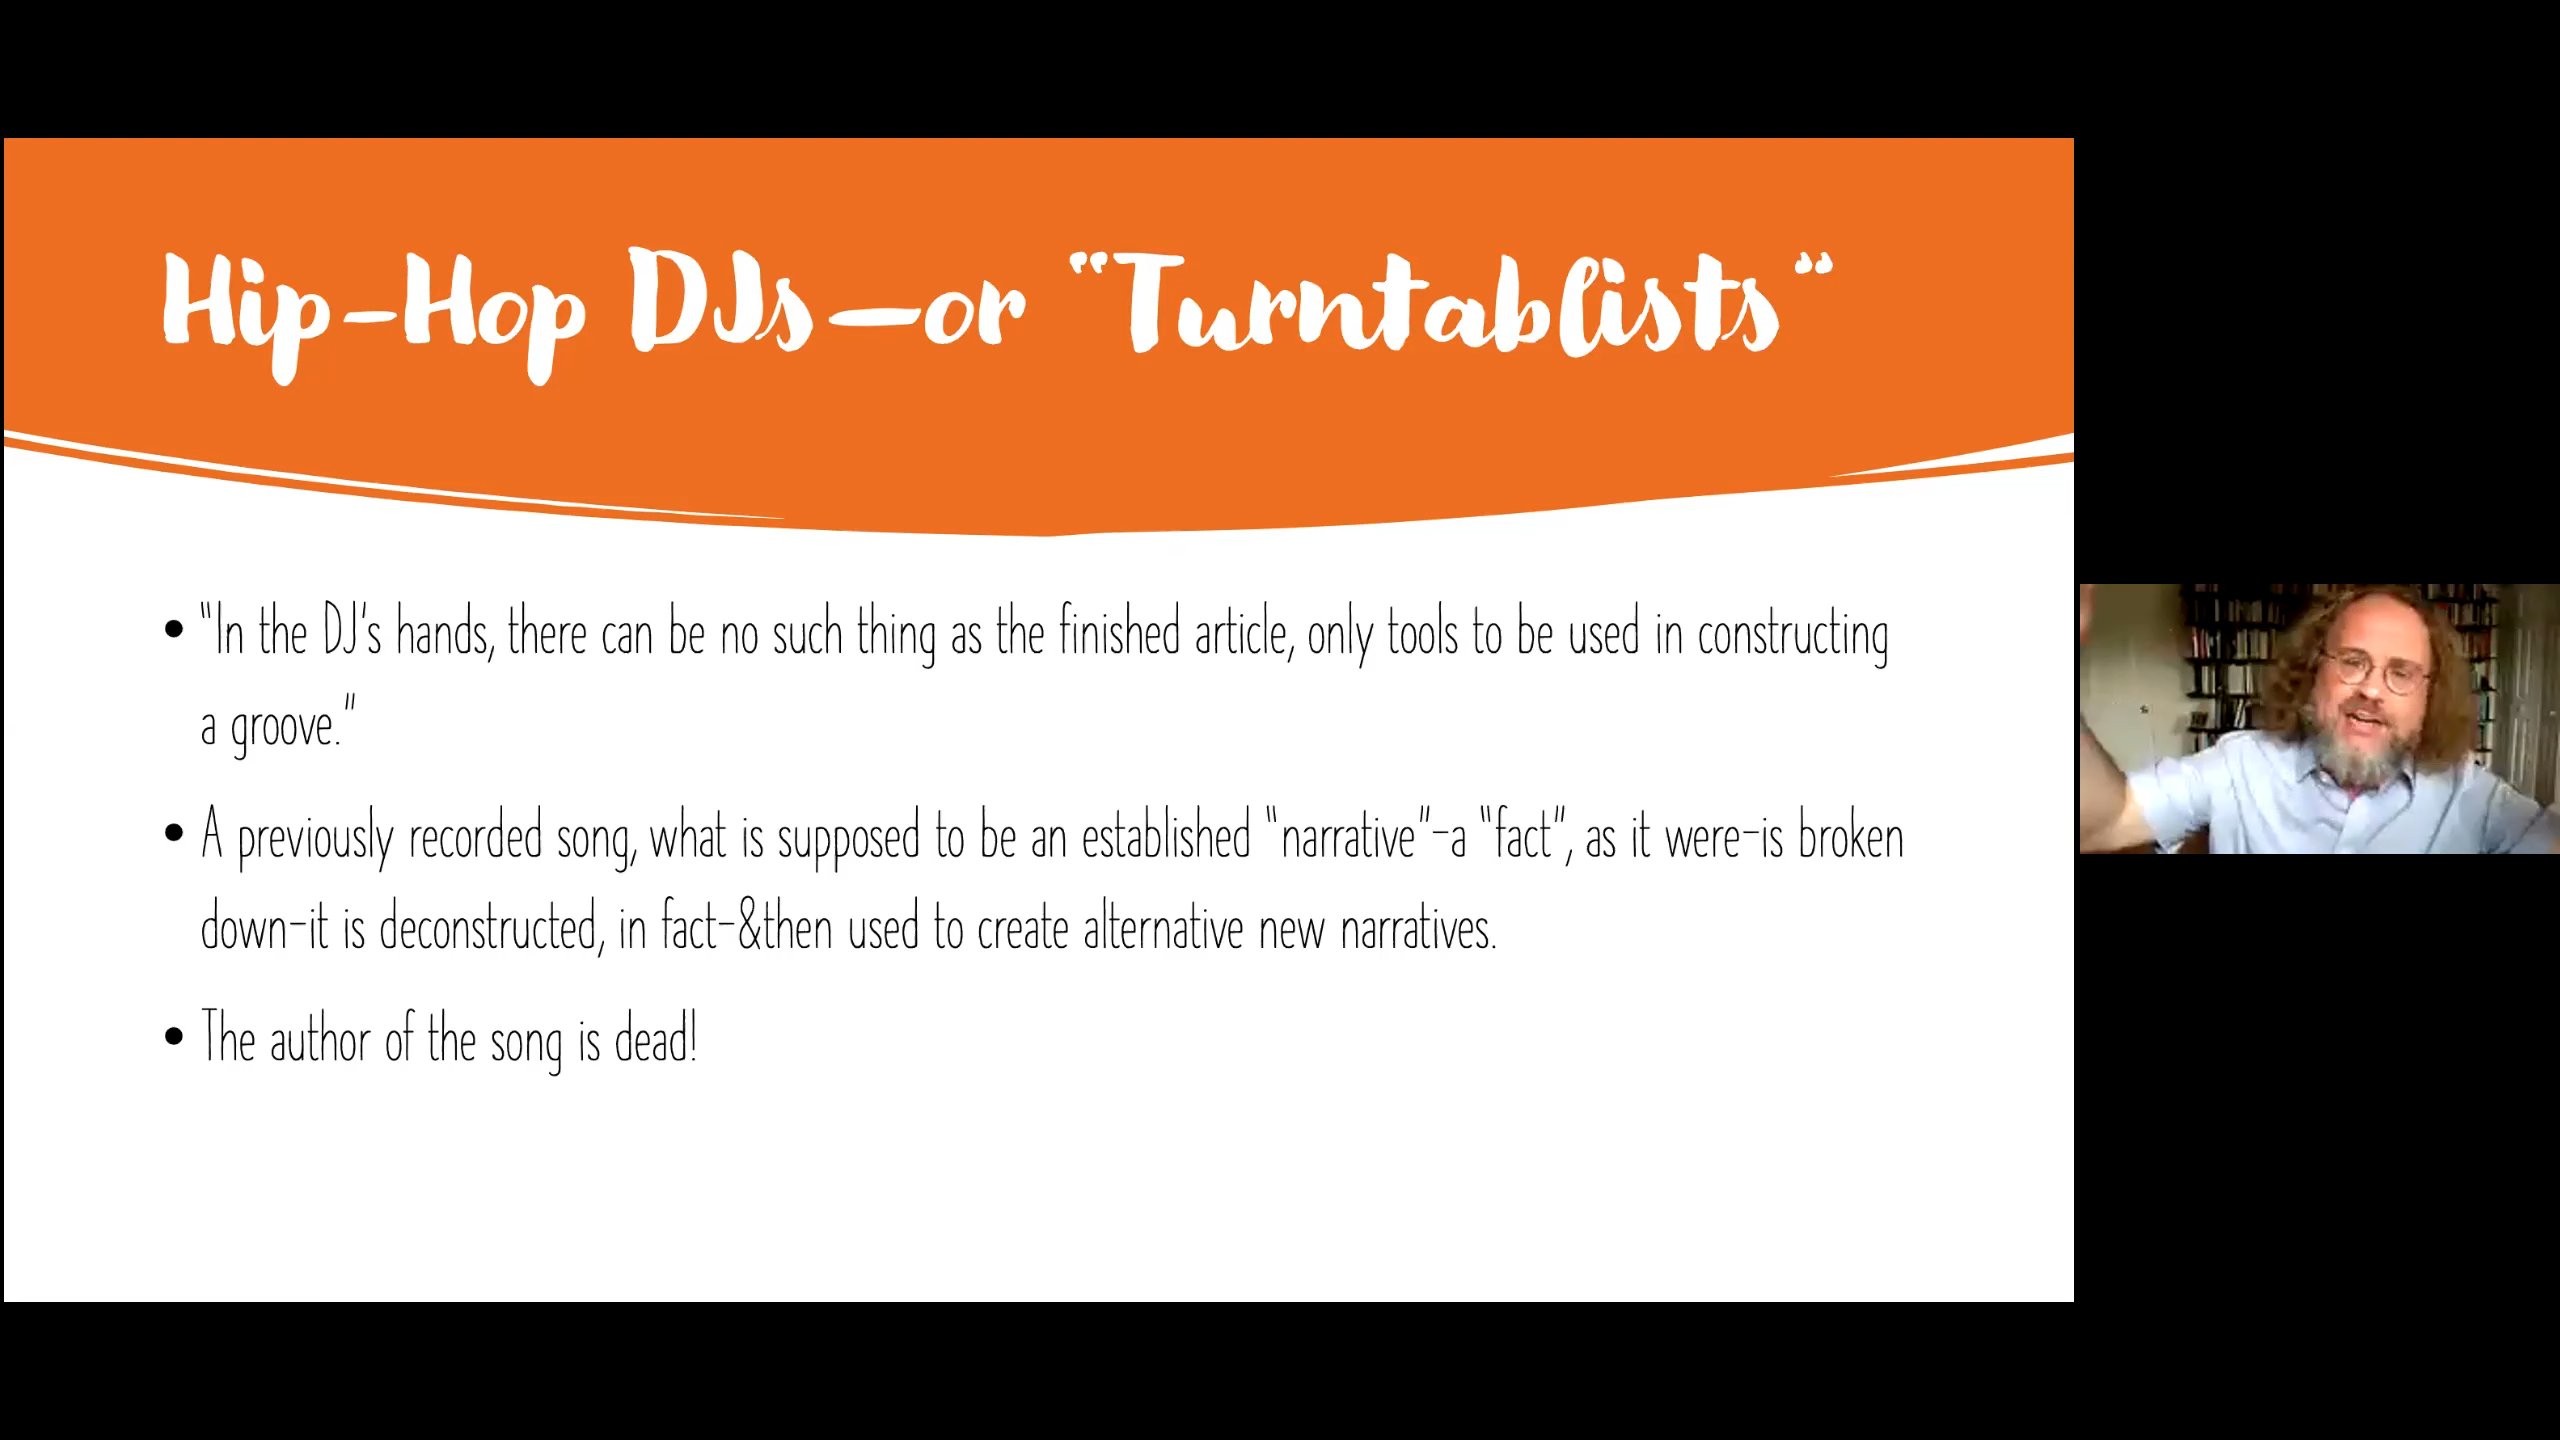 Hip-Hop DJs—or “Turntablists“
• "In the DJ's hands, there can be no such thing as the finished article, only tools to be used in constructing
a groove."
• A previously recorded song, what is supposed to be an established "narrative"-a "fact", as it were-is broken
down-it is deconstructed, in fact-&then used to create alternative new narratives.
• The author of the song is dead!